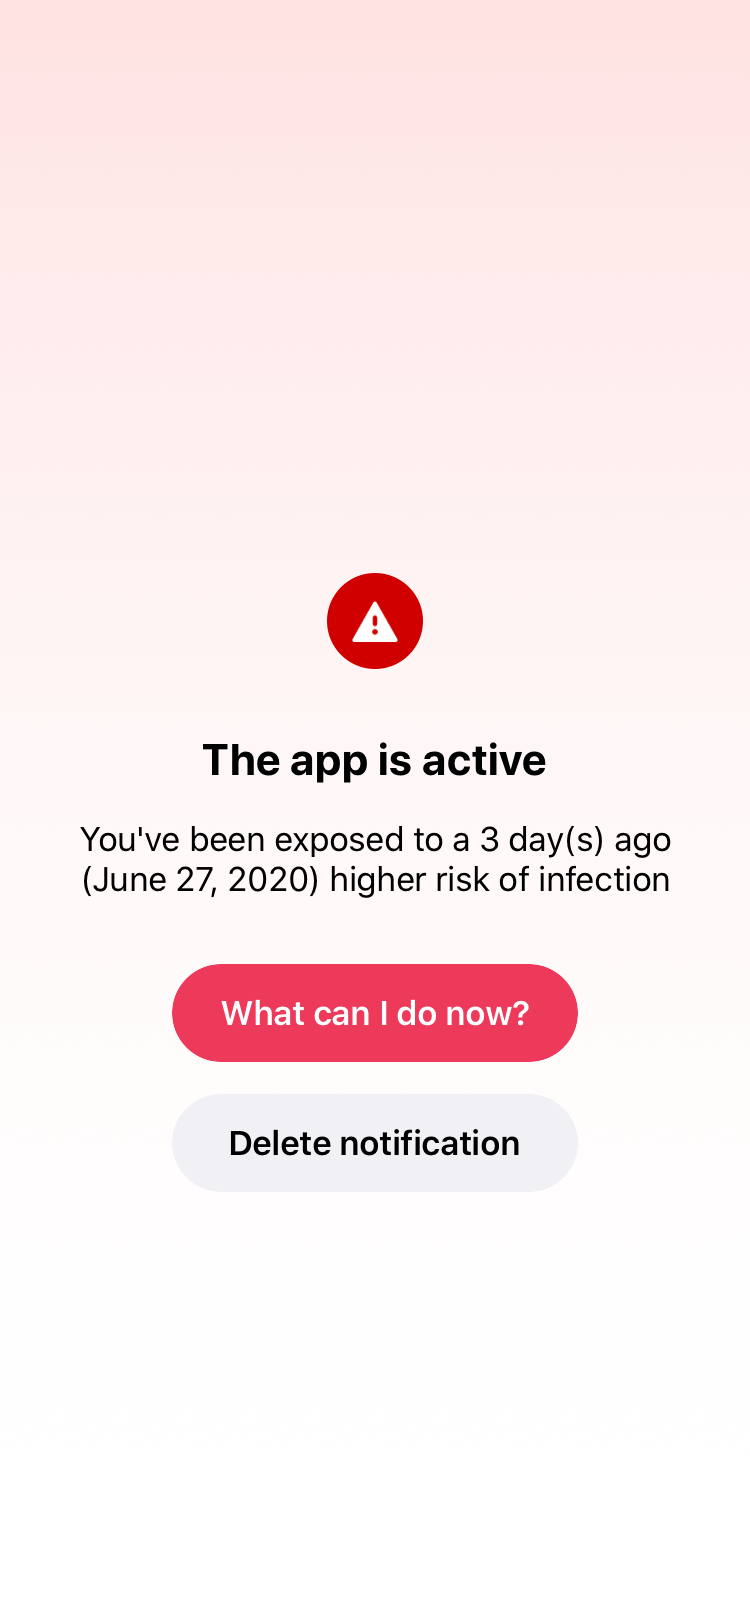 The app is active
You've been exposed to a 3 day(s) ago
(June 27, 2020) higher risk of infection
What can I do now?
Delete notification